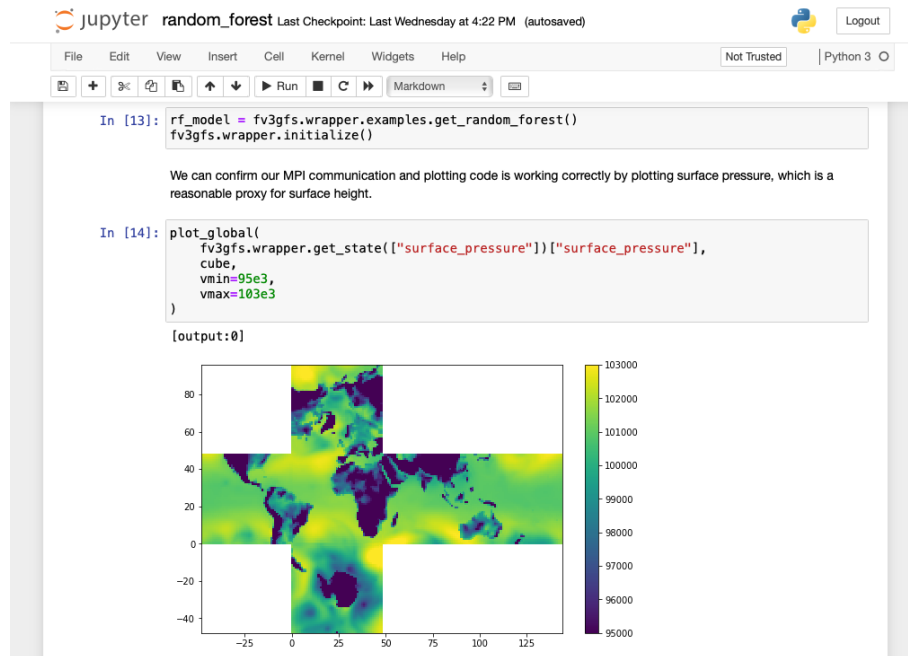 jupyter random_forest Last Checkpoint: Last Wednesday at 4:22 PM (autosaved)
Logout
File Edit View Insert Cell Kernel Widgets Help
Not Trusted
Python 3
Run
Markdown
In [13]: rf_model = fv3gfs.wrapper.examples.get_random_forest()
fv3gfs.wrapper.initialize()
We can confirm our MPI communication and plotting code is working correctly by plotting surface pressure, which is a
reasonable proxy for surface height.
In [14]: plot_global(
fv3gfs.wrapper.get_state(["surface_pressure"])["surface_pressure"],
cube,
vmin=95e3,
vmax=103e3
)
[output:0]
80
60
40
20
0
−20
−40
−25 0 25 50 75 100 125
103000
102000
101000
100000
99000
98000
97000
96000
95000